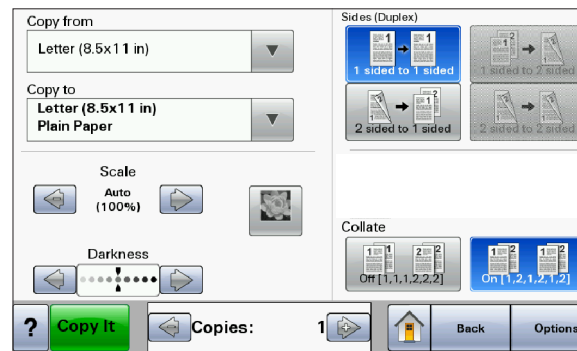 Copy from
Letter (8.5x11 in)
Copy to
Letter (8.5x11 in)
Plain Paper
Scale
Auto
(100%)
Darkness
Sides (Duplex)
1 sided to 1 sided
1 sided to 2 sided
2 sided to 1 sided
2 sided to 2 sided
Collate
Off [1,1,1,2,2,2]
On [1,2,1,2,1,2]
?
Copy It
Copies:
1
Back
Options